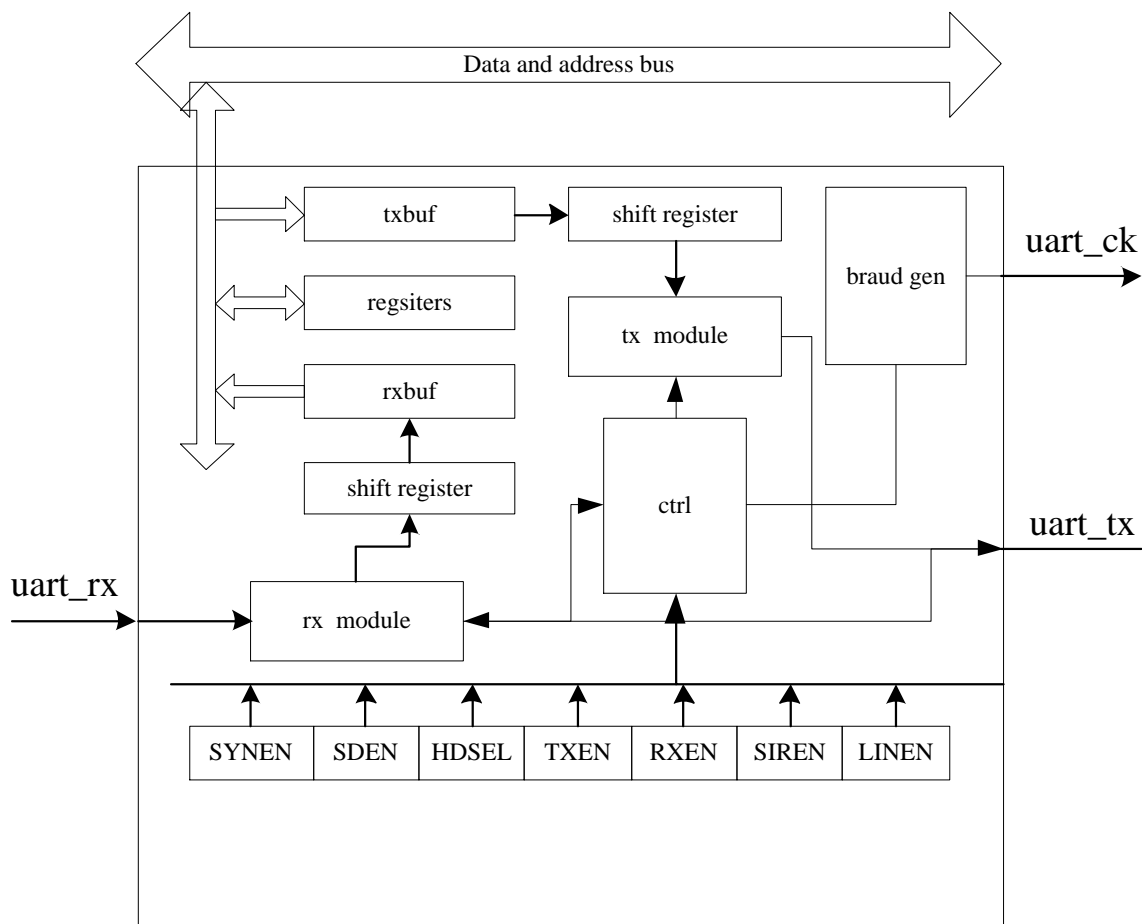 Data and address bus
txbuf
shift register
uart_ck
braud gen
regsiters
tx module
rxbuf
shift register
ctrl
uart_tx
uart_rx
rx module
SYNEN SDEN HDSEL TXEN RXEN SIREN LINEN